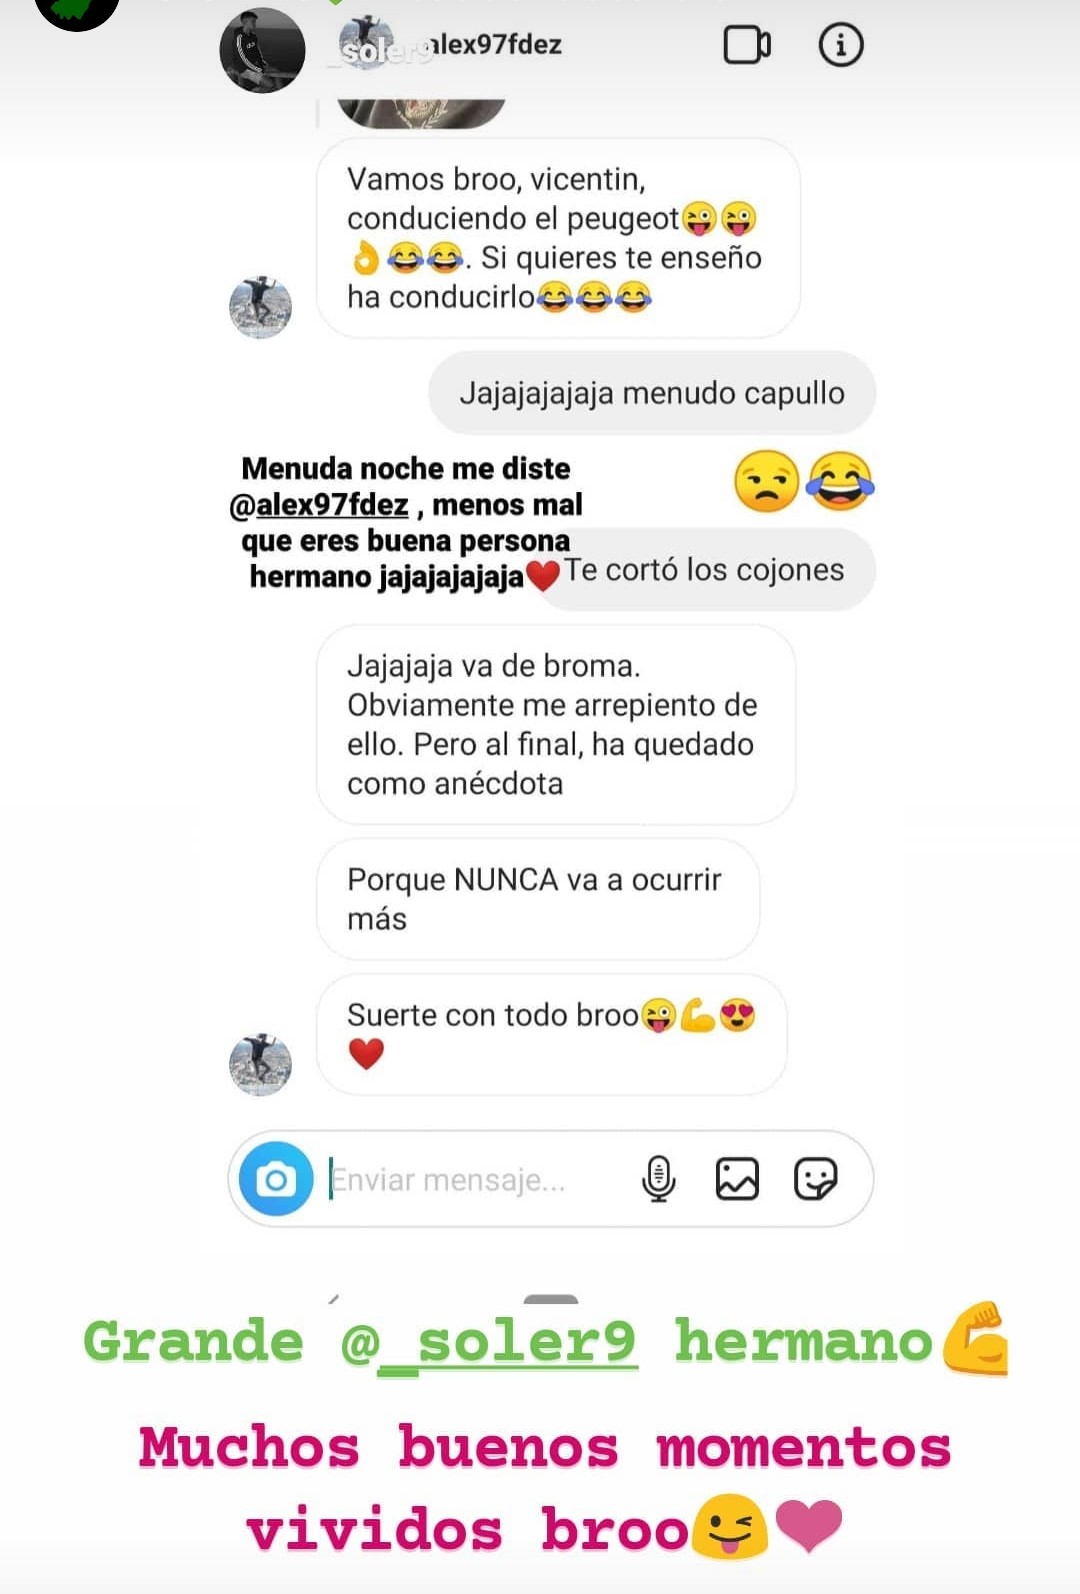 _soler9
alex97fdez
Vamos broo, vicentin,
conduciendo el peugeot😜😜
👌😂😂. Si quieres te enseño
ha conducirlo😂😂😂
Jajajajajaja menudo capullo
😒😂
Menuda noche me diste
@alex97fdez , menos mal
que eres buena persona
hermano jajajajajaja❤️
Te cortó los cojones
Jajajaja va de broma.
Obviamente me arrepiento de
ello. Pero al final, ha quedado
como anécdota
Porque NUNCA va a ocurrir
más
Suerte con todo broo😜💪😍
❤️
Enviar mensaje...
Grande @_soler9 hermano💪
Muchos buenos momentos
vividos broo😜❤️